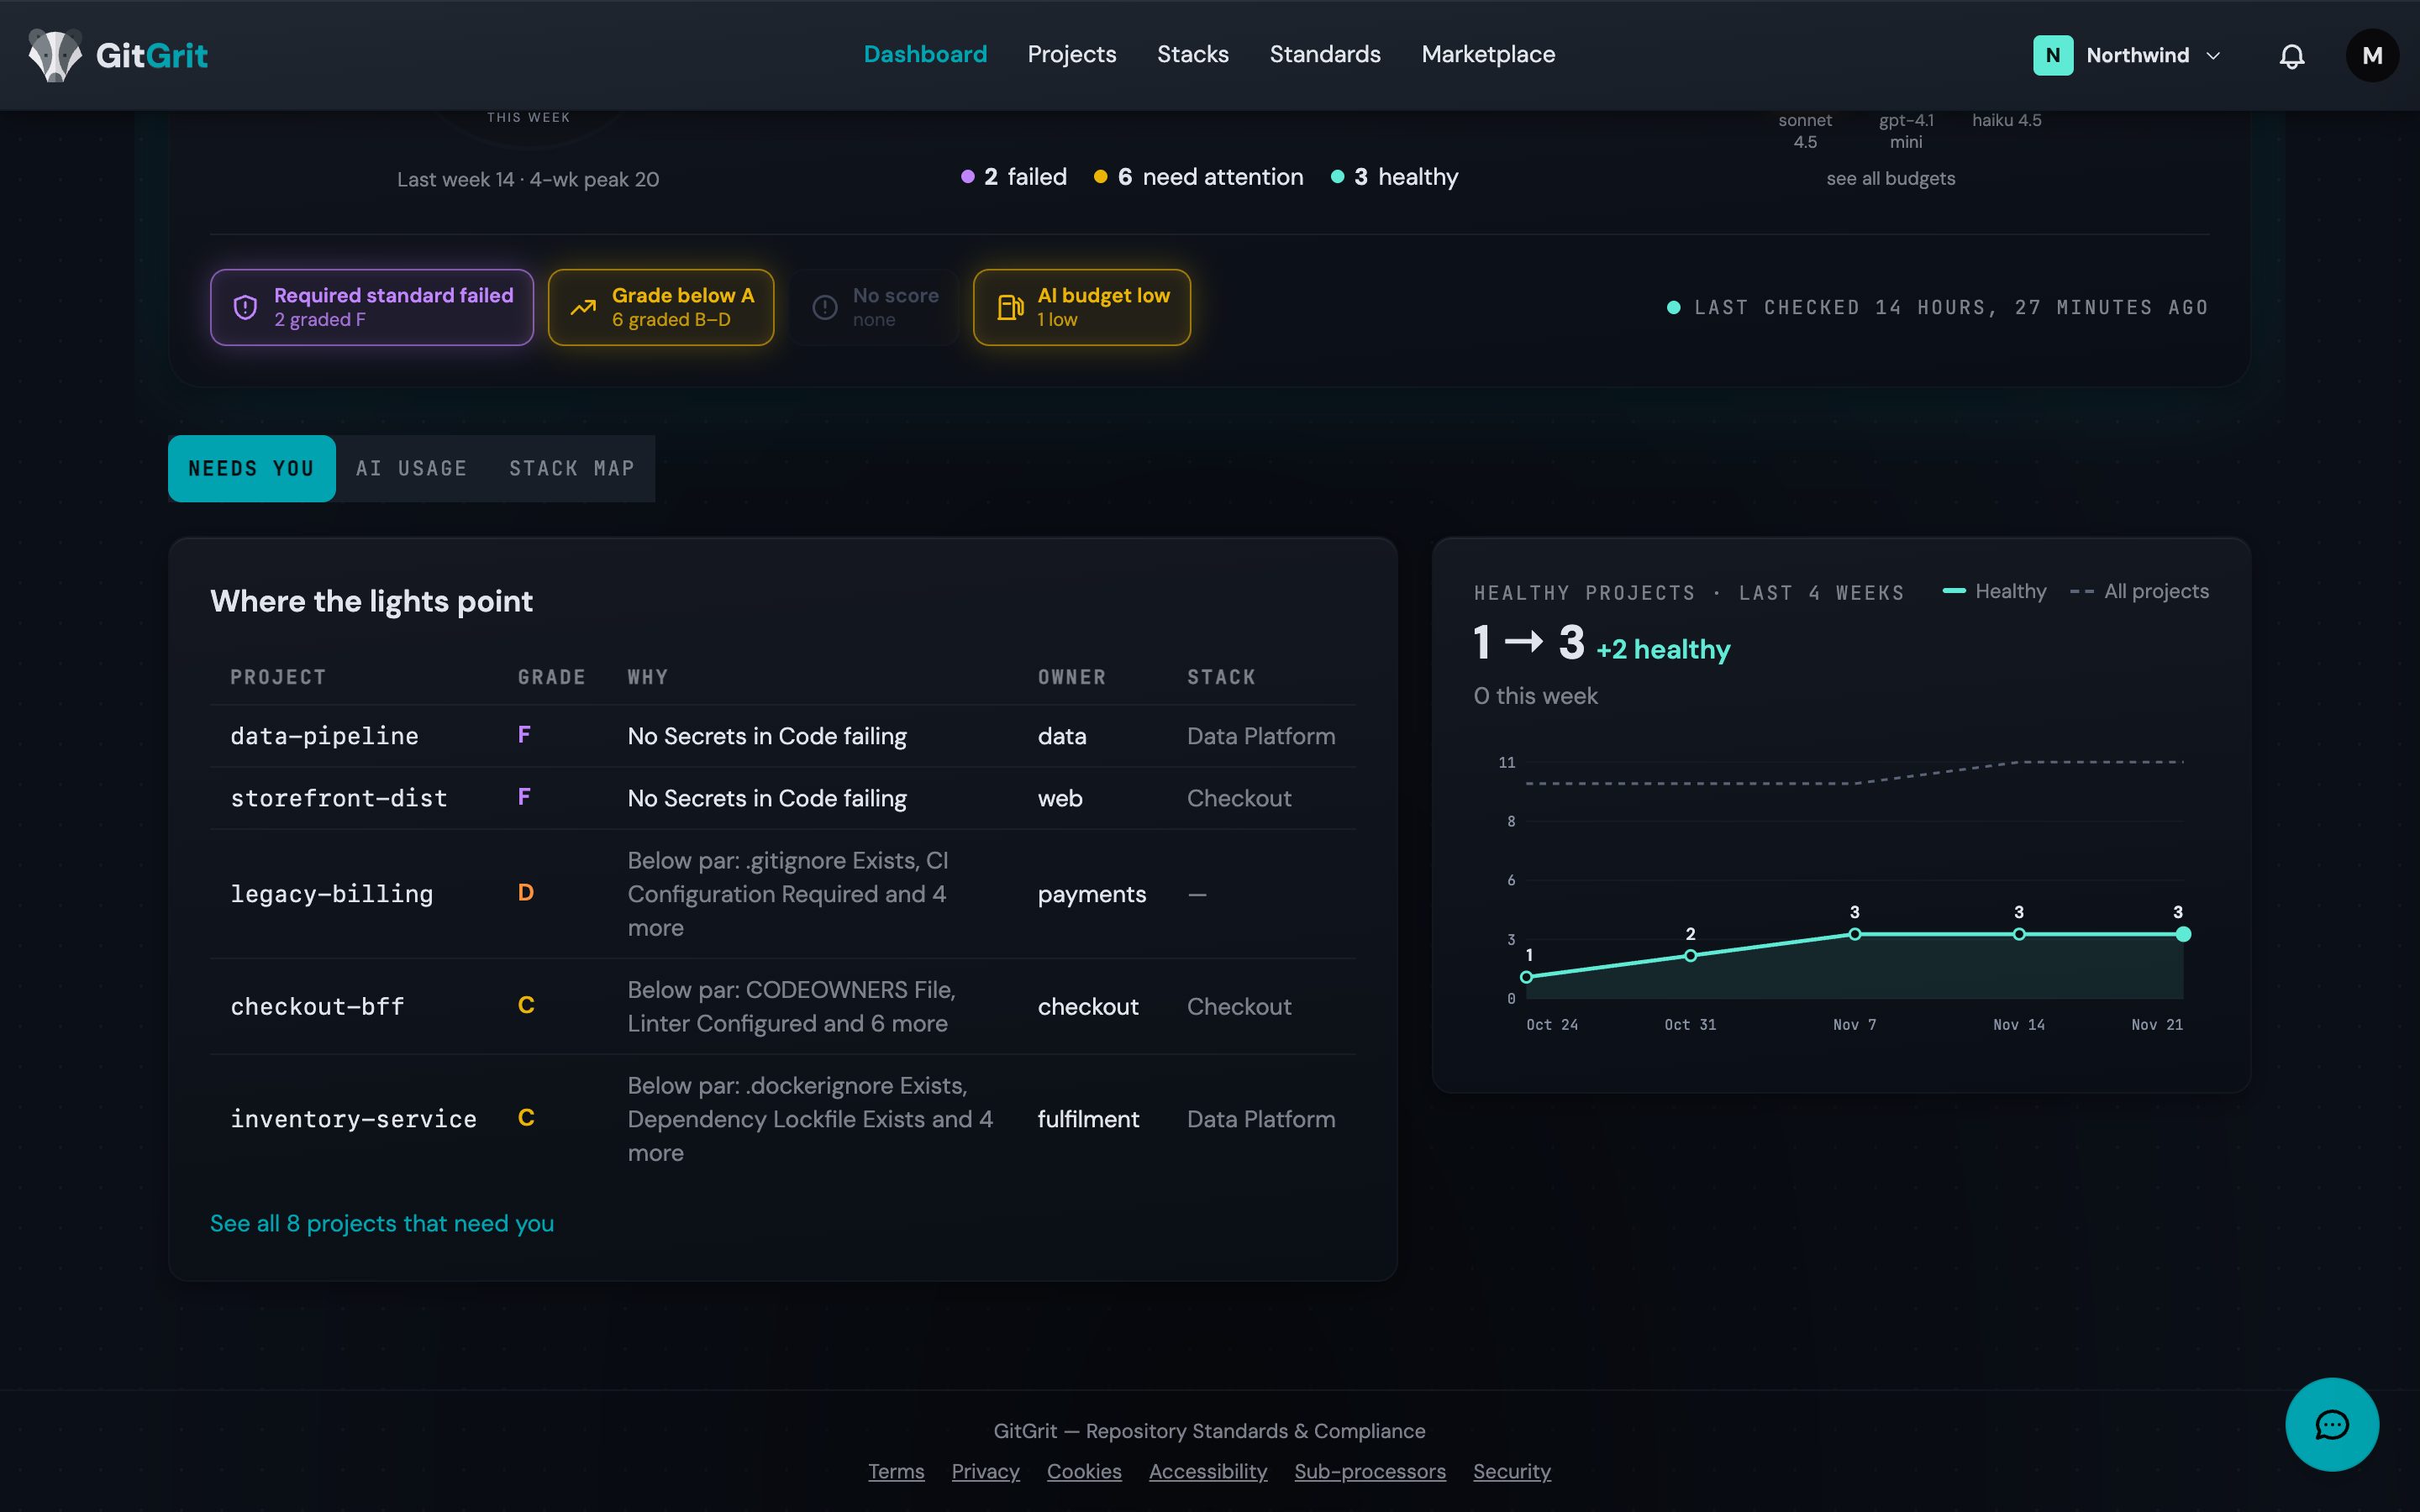 GitGrit
Dashboard
Projects
Stacks
Standards
Marketplace
N
Northwind
M
THIS WEEK
Last week 14 · 4-wk peak 20
2 failed
6 need attention
3 healthy
sonnet
4.5
gpt-4.1
mini
haiku 4.5
see all budgets
Required standard failed
2 graded F
Grade below A
6 graded B–D
No score
none
AI budget low
1 low
LAST CHECKED 14 HOURS, 27 MINUTES AGO
NEEDS YOU
AI USAGE
STACK MAP
Where the lights point
PROJECT GRADE WHY OWNER STACK
data-pipeline F No Secrets in Code failing data Data Platform
storefront-dist F No Secrets in Code failing web Checkout
legacy-billing D Below par: .gitignore Exists, CI
Configuration Required and 4
more
payments —
checkout-bff C Below par: CODEOWNERS File,
Linter Configured and 6 more
checkout Checkout
inventory-service C Below par: .dockerignore Exists,
Dependency Lockfile Exists and 4
more
fulfilment Data Platform
See all 8 projects that need you
HEALTHY PROJECTS · LAST 4 WEEKS
Healthy
All projects
1 → 3 +2 healthy
0 this week
11
8
6
3
0
1
2
3
3
3
Oct 24
Oct 31
Nov 7
Nov 14
Nov 21
GitGrit — Repository Standards & Compliance
Terms
Privacy
Cookies
Accessibility
Sub-processors
Security